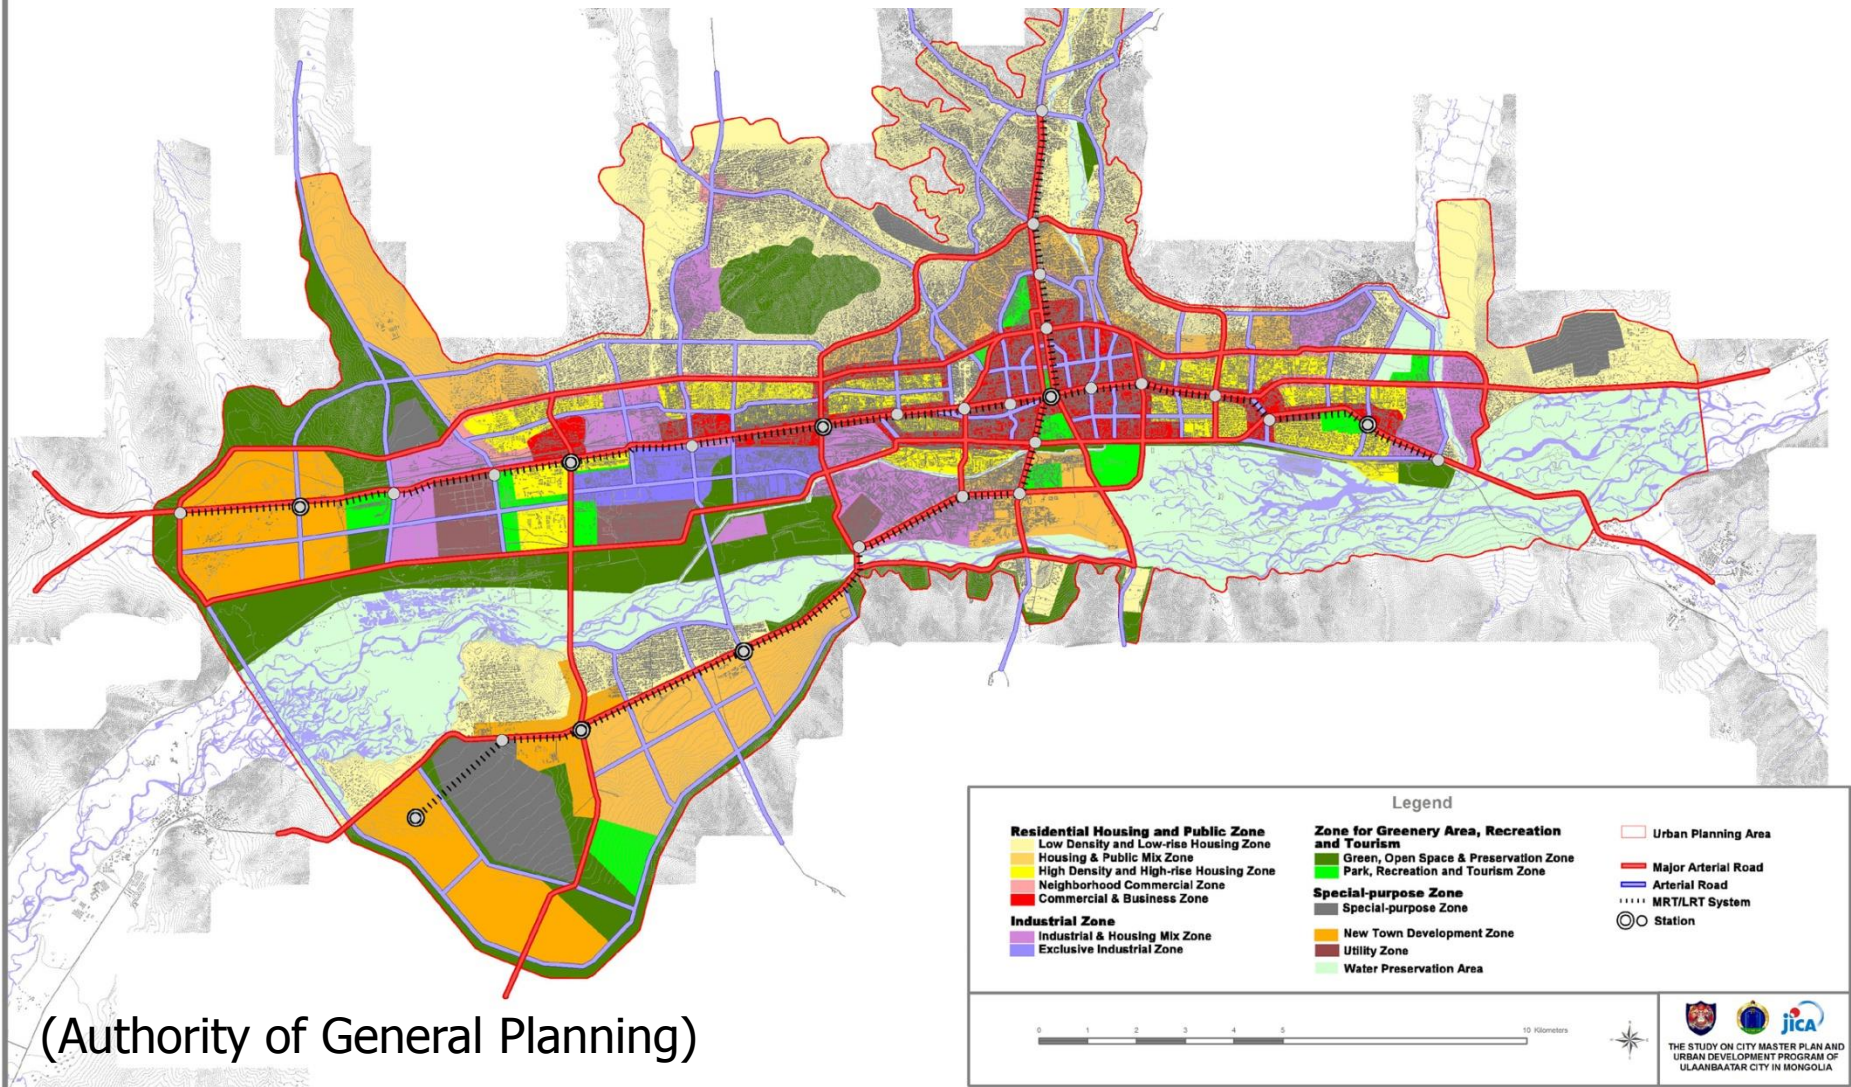 Legend
Residential Housing and Public Zone
Low Density and Low-rise Housing Zone
Housing & Public Mix Zone
High Density and High-rise Housing Zone
Neighborhood Commercial Zone
Commercial & Business Zone
Industrial Zone
Industrial & Housing Mix Zone
Exclusive Industrial Zone
Zone for Greenery Area, Recreation
and Tourism
Green, Open Space & Preservation Zone
Park, Recreation and Tourism Zone
Special-purpose Zone
Special-purpose Zone
New Town Development Zone
Utility Zone
Water Preservation Area
Urban Planning Area
Major Arterial Road
Arterial Road
MRT/LRT System
Station
(Authority of General Planning)
0 1 2 3 4 5 10 Kilometers
jICA
THE STUDY ON CITY MASTER PLAN AND
URBAN DEVELOPMENT PROGRAM OF
ULAANBAATAR CITY IN MONGOLIA